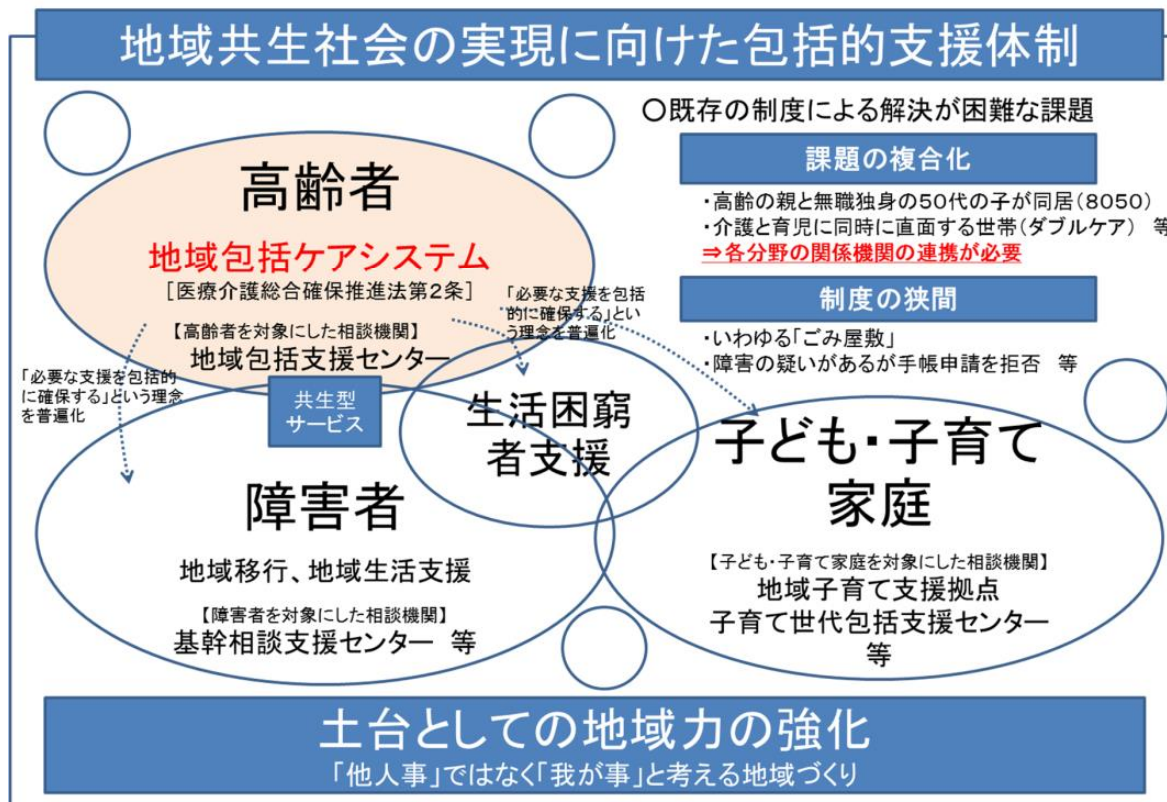 地域共生社会の実現に向けた包括的支援体制
高齢者
地域包括ケアシステム
[医療介護総合確保推進法第2条]
【高齢者を対象にした相談機関】
地域包括支援センター
「必要な支援を包括的
に確保する」という理念
を普遍化
「必要な支援を包括
的に確保する」とい
う理念を普遍化
共生型
サービス
生活困窮
者支援
障害者
地域移行、地域生活支援
【障害者を対象にした相談機関】
基幹相談支援センター 等
〇既存の制度による解決が困難な課題
課題の複合化
・高齢の親と無職独身の50代の子が同居(8050)
・介護と育児に同時に直面する世帯(ダブルケア) 等
⇒各分野の関係機関の連携が必要
制度の狭間
・いわゆる「ごみ屋敷」
・障害の疑いがあるが手帳申請を拒否 等
子ども・子育て
家庭
【子ども・子育て家庭を対象にした相談機関】
地域子育て支援拠点
子育て世代包括支援センター
等
土台としての地域力の強化
「他人事」ではなく「我が事」と考える地域づくり